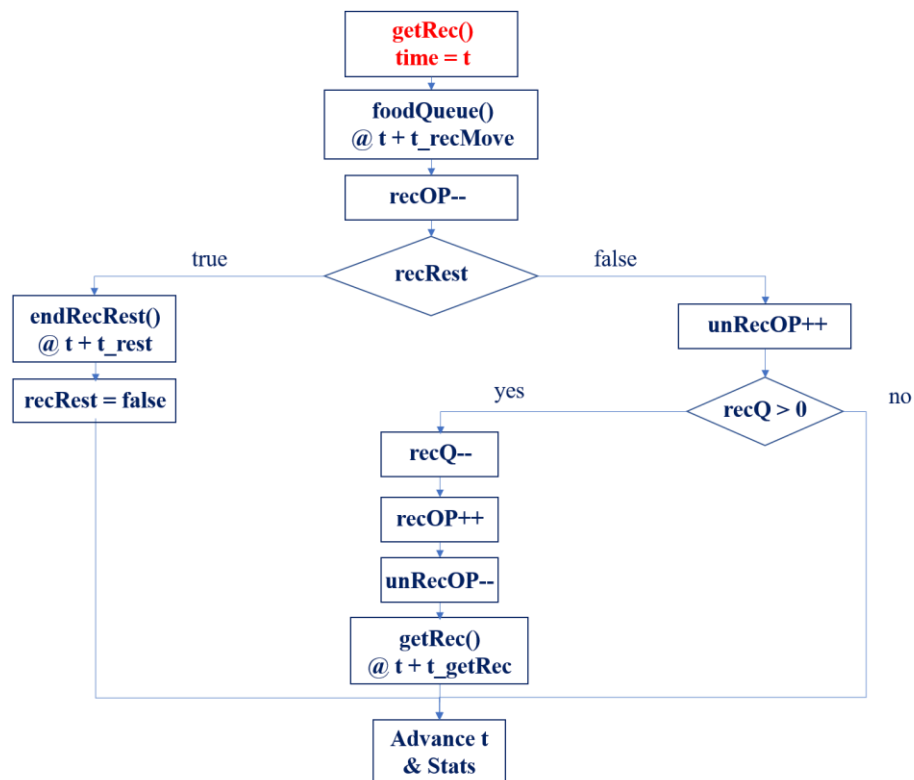 getRec()
time = t
foodQueue()
@ t + t_recMove
recOP--
true
recRest
false
endRecRest()
@ t + t_rest
unRecOP++
recRest = false
yes
recQ > 0
no
recQ--
recOP++
unRecOP--
getRec()
@ t + t_getRec
Advance t
& Stats